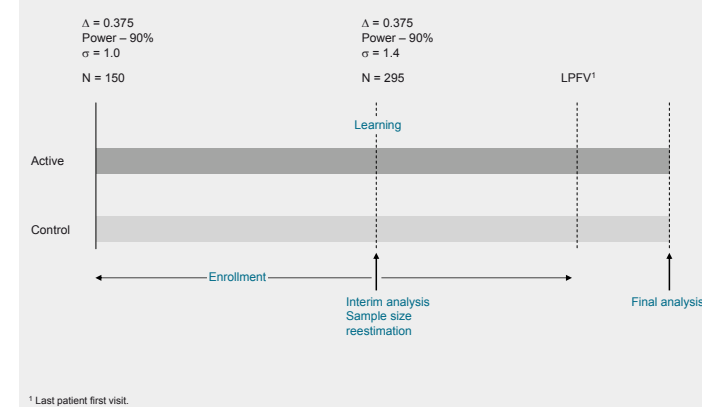 Δ = 0.375
Power – 90%
σ = 1.0
N = 150
Δ = 0.375
Power – 90%
σ = 1.4
N = 295
LPFV¹
Learning
Active
Control
Enrollment
Interim analysis
Sample size
reestimation
Final analysis
¹ Last patient first visit.